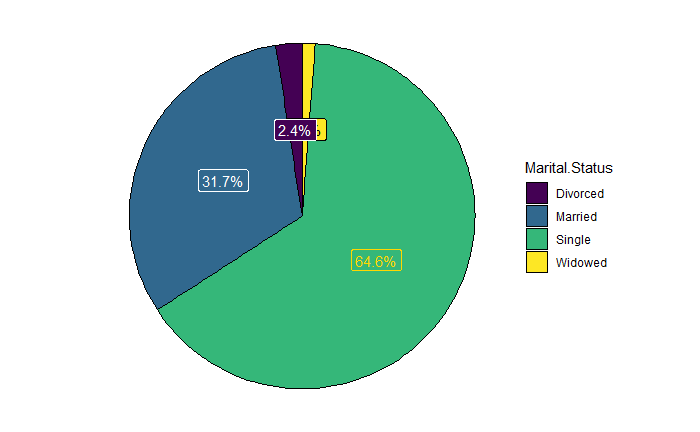 2.4%
31.7%
64.6%
Marital.Status
Divorced
Married
Single
Widowed